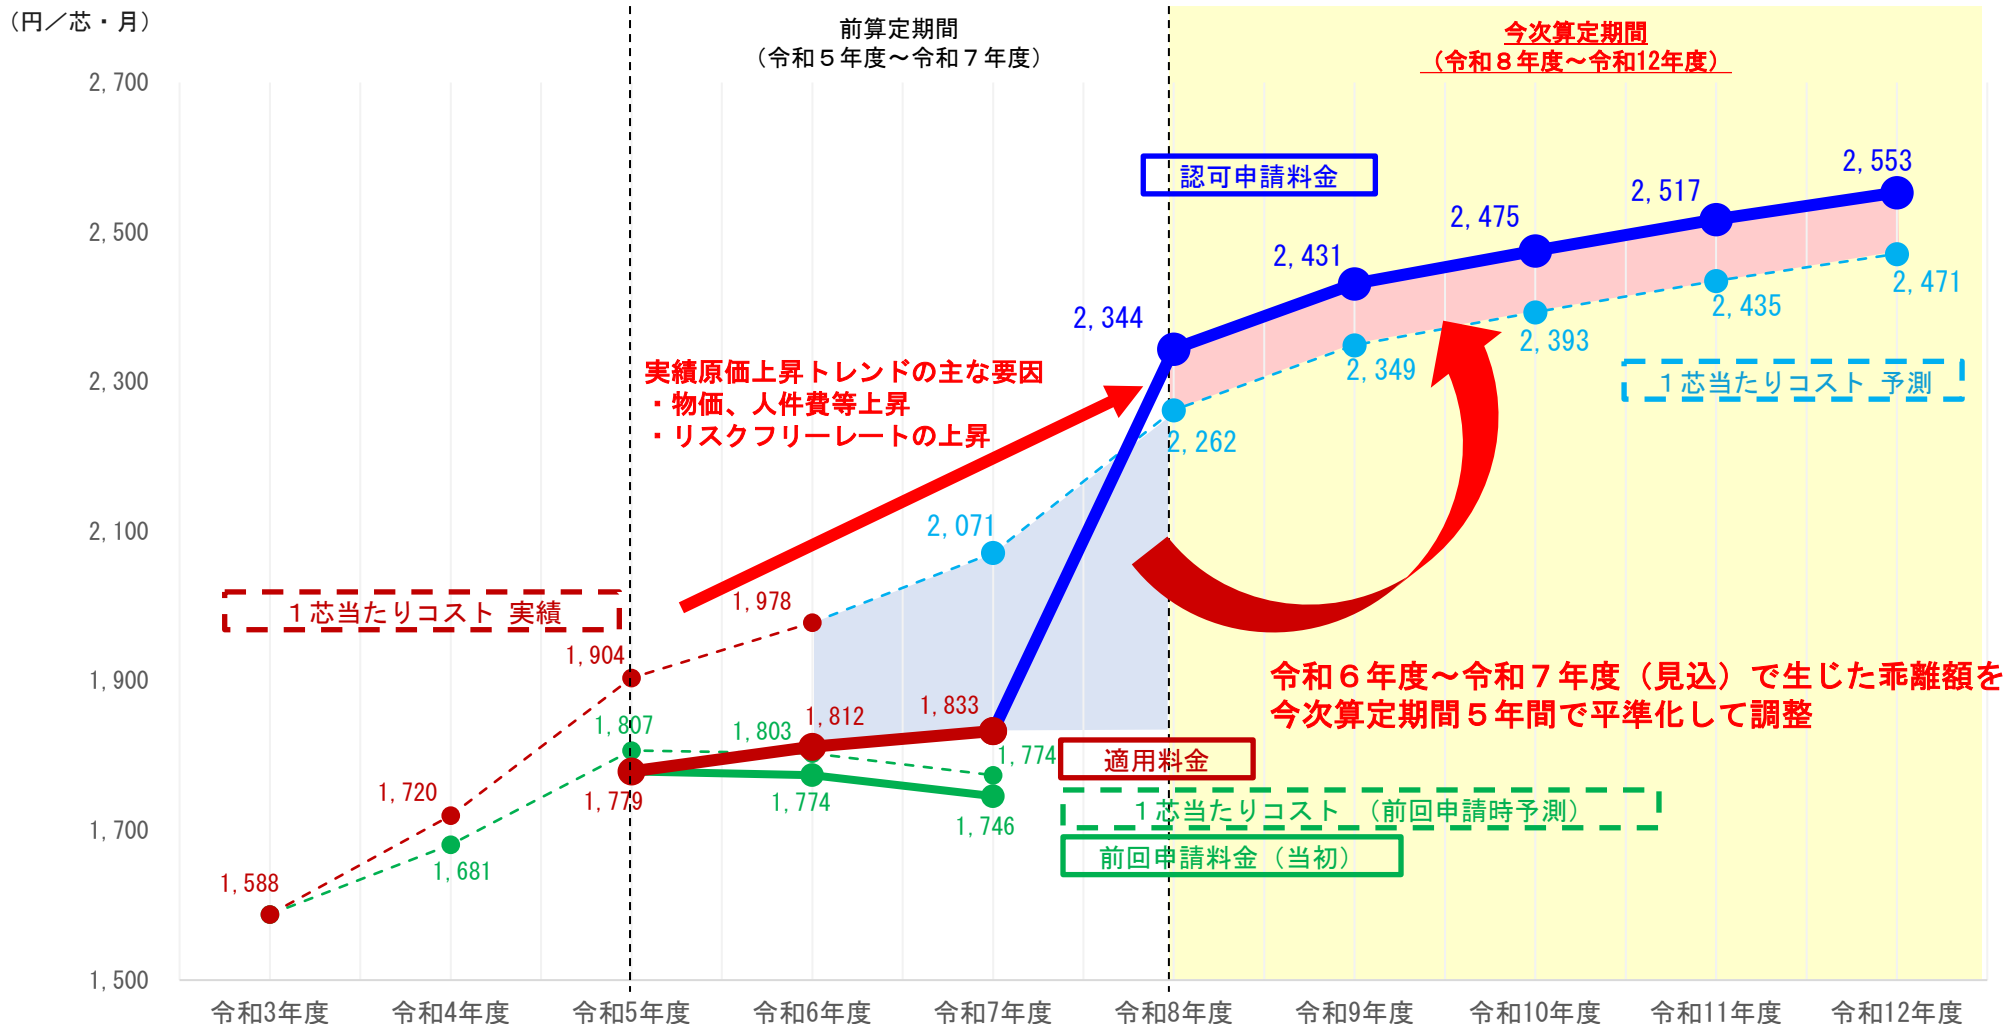 （円／芯・月）
前算定期間
（令和５年度～令和７年度）
今次算定期間
（令和８年度～令和12年度）
2,700
2,500
2,300
2,100
1,900
1,700
1,500
認可申請料金
2,344
2,431
2,475
2,517
2,553
2,262
2,349
2,393
2,435
2,471
１芯当たりコスト 予測
実績原価上昇トレンドの主な要因
・物価、人件費等上昇
・リスクフリーレートの上昇
2,071
１芯当たりコスト 実績
1,588
1,720
1,904
1,978
1,681
1,807
1,803
1,774
1,779
1,812
1,833
1,774
1,746
令和６年度～令和７年度（見込）で生じた乖離額を
今次算定期間５年間で平準化して調整
適用料金
１芯当たりコスト （前回申請時予測）
前回申請料金（当初）
令和3年度
令和4年度
令和5年度
令和6年度
令和7年度
令和8年度
令和9年度
令和10年度
令和11年度
令和12年度